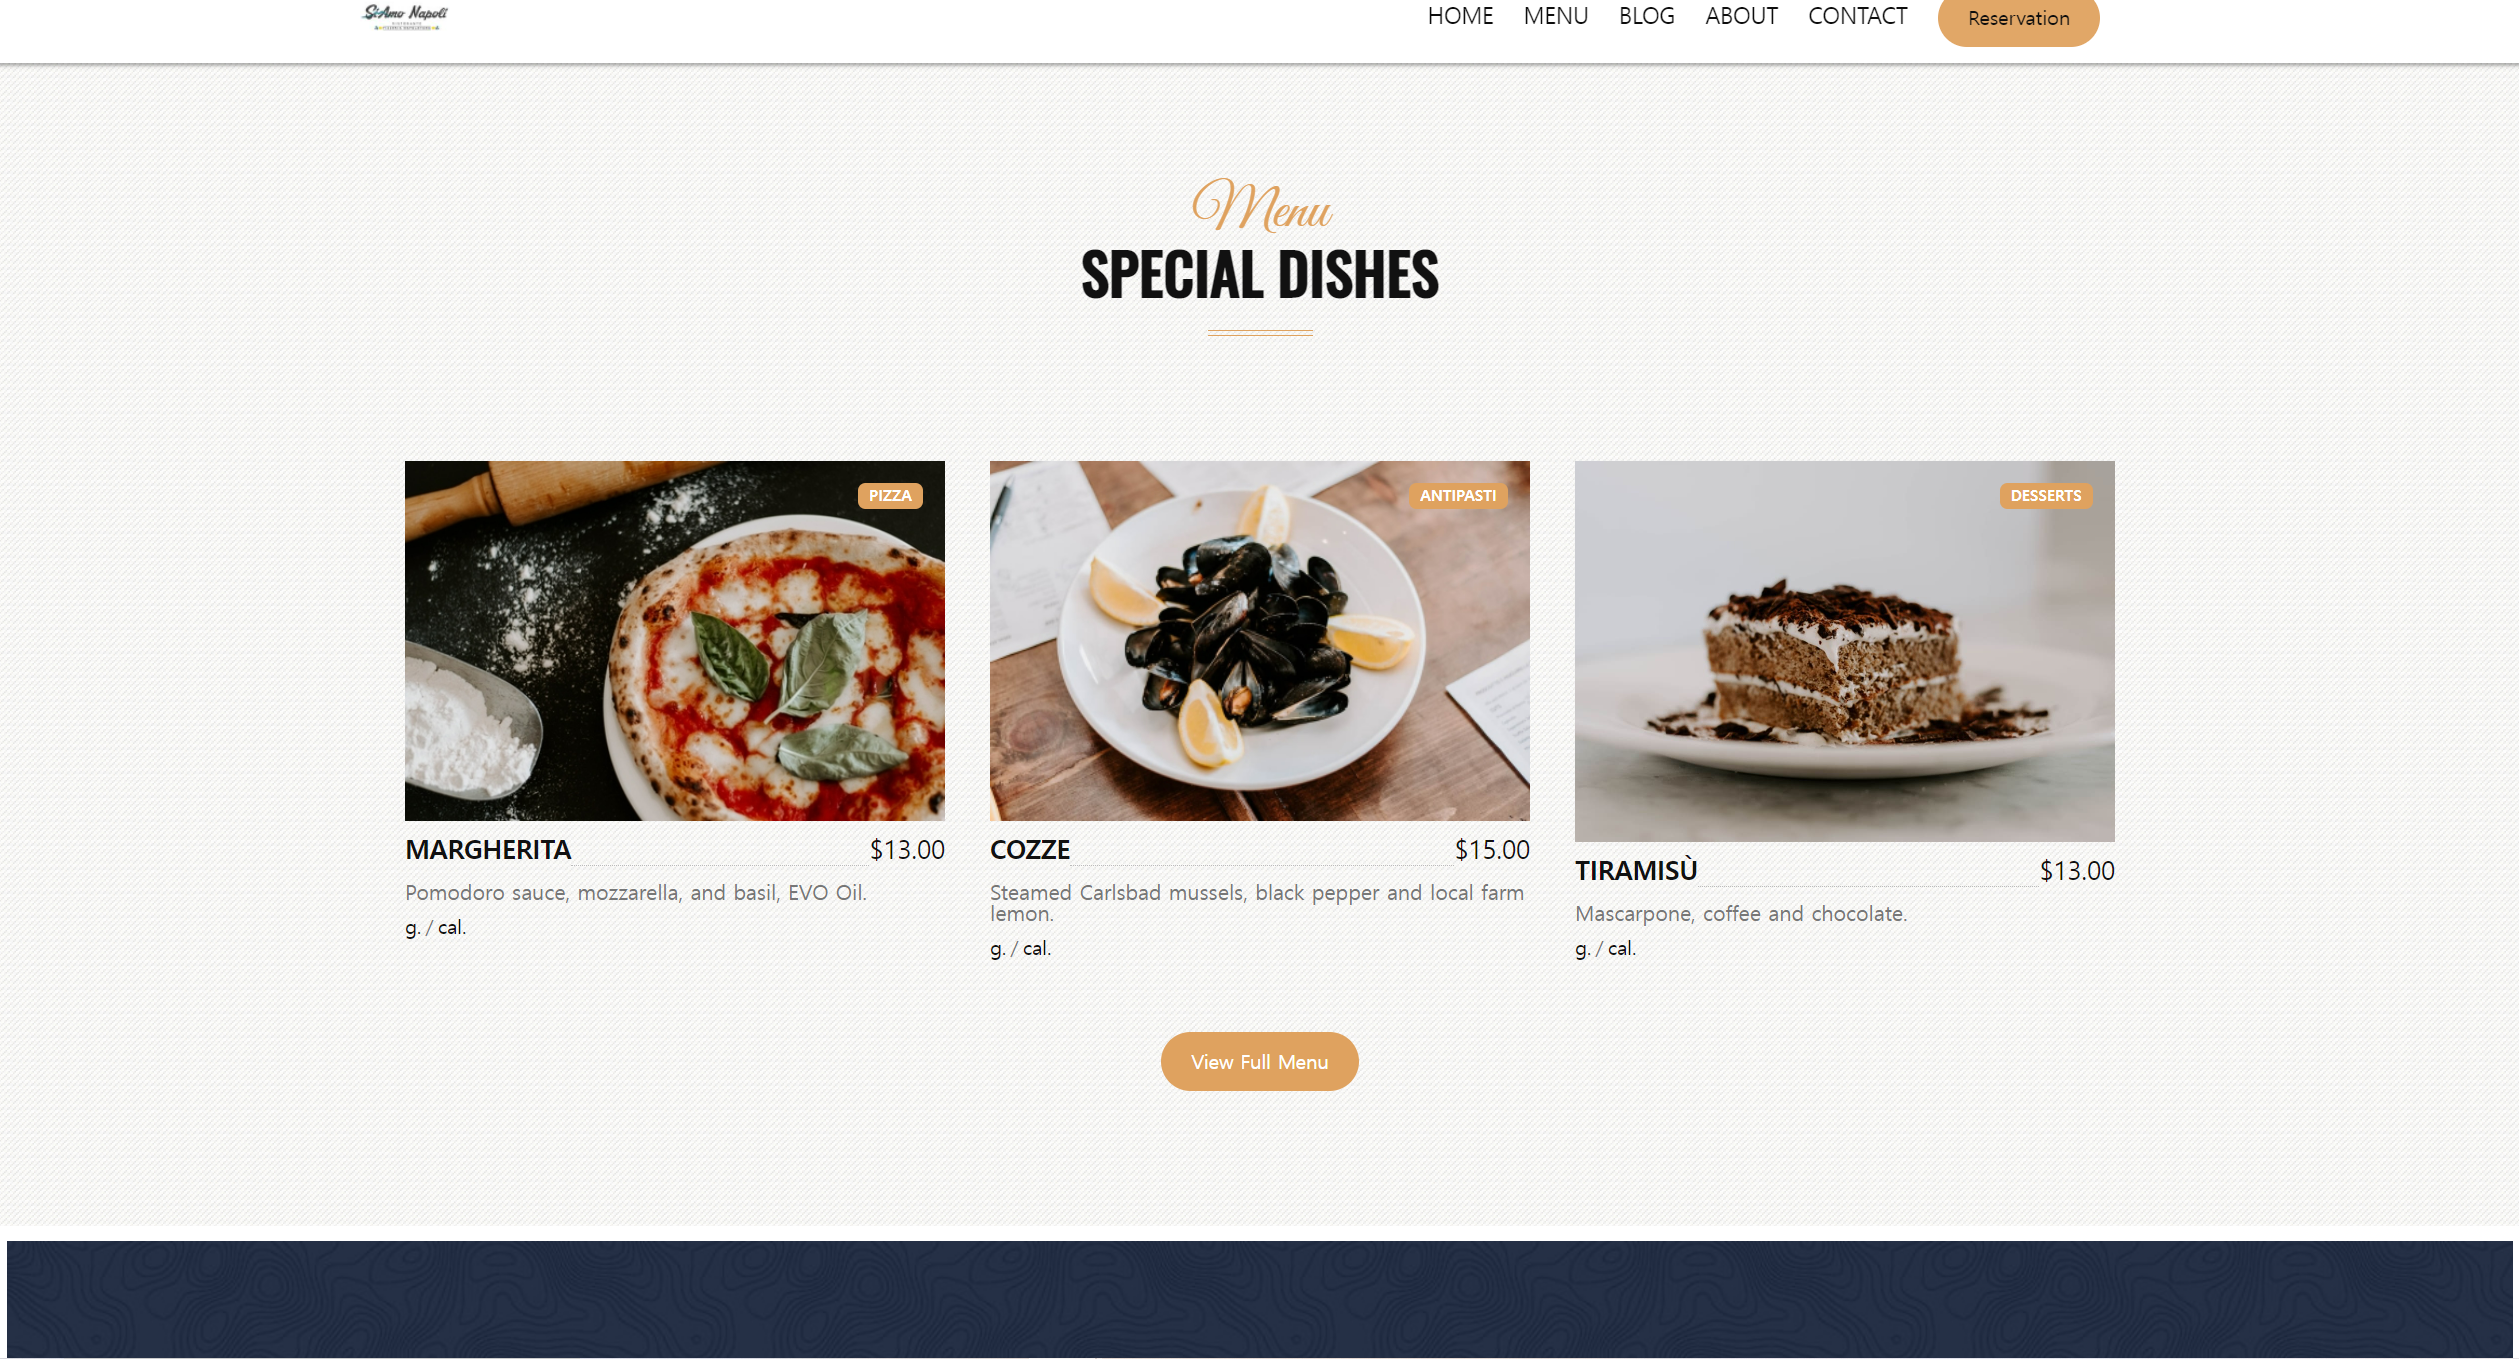 SiAmo Napoli
HOME MENU BLOG ABOUT CONTACT Reservation
Menu
SPECIAL DISHES
PIZZA
MARGHERITA $13.00
Pomodoro sauce, mozzarella, and basil, EVO Oil.
g. / cal.
ANTIPASTI
COZZE $15.00
Steamed Carlsbad mussels, black pepper and local farm
lemon.
g. / cal.
DESSERTS
TIRAMISÙ $13.00
Mascarpone, coffee and chocolate.
g. / cal.
View Full Menu